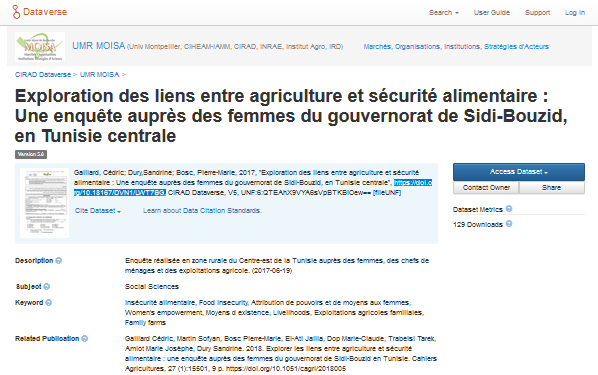 Dataverse
Search
User Guide
Support
Log In
MOISA
UMR MOISA (Univ Montpellier, CIHEAM-IAMM, CIRAD, INRAE, Institut Agro, IRD)
Marchés, Organisations, Institutions, Stratégies d'Acteurs
CIRAD Dataverse > UMR MOISA >
Exploration des liens entre agriculture et sécurité alimentaire :
Une enquête auprès des femmes du gouvernorat de Sidi-Bouzid,
en Tunisie centrale
Version 5.0
Gaillard, Cédric; Dury,Sandrine; Bosc, Pierre-Marie, 2017, "Exploration des liens entre agriculture et sécurité
alimentaire : Une enquête auprès des femmes du gouvernorat de Sidi-Bouzid, en Tunisie centrale", https://doi.o
rg/10.18167/DVN1/LWT7BG, CIRAD Dataverse, V5, UNF:6:QTEAhX9VYA6sVpBTKBIOew== [fileUNF]
Cite Dataset
Learn about Data Citation Standards.
Access Dataset
Contact Owner
Share
Dataset Metrics
129 Downloads
Description
Enquête réalisée en zone rurale du Centre-est de la Tunisie auprès des femmes, des chefs de
ménages et des exploitations agricole. (2017-06-19)
Subject
Social Sciences
Keyword
Insécurité alimentaire, Food insecurity, Attribution de pouvoirs et de moyens aux femmes,
Women's empowerment, Moyens d existence, Livelihoods, Exploitations agricoles familiales,
Family farms
Related Publication
Gaillard Cédric, Martin Sofyan, Bosc Pierre-Marie, El-Ati Jallila, Dop Marie-Claude, Trabelsi Tarek,
Amiot Marie Josèphe, Dury Sandrine. 2018. Explorer les liens entre agriculture et sécurité
alimentaire : une enquête auprès des femmes du gouvernorat de Sidi-Bouzid en Tunisie. Cahiers
Agricultures, 27 (1):15501, 9 p. https://doi.org/10.1051/cagri/2018005